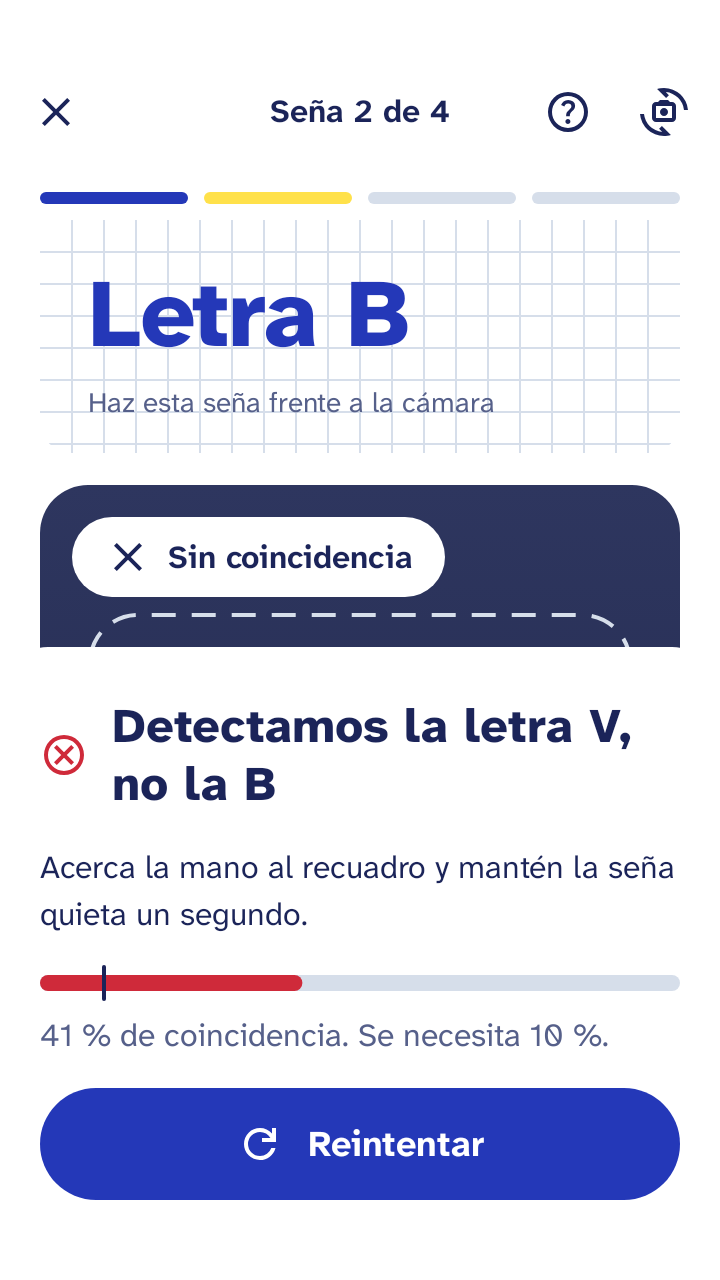 Seña 2 de 4
Letra B
Haz esta seña frente a la cámara
Sin coincidencia
Detectamos la letra V,
no la B
Acerca la mano al recuadro y mantén la seña
quieta un segundo.
41 % de coincidencia. Se necesita 10 %.
Reintentar